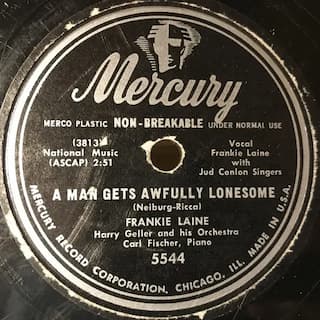 Mercury
MERCO PLASTIC NON-BREAKABLE UNDER NORMAL USE
(3813)
National Music
(ASCAP) 2:51
Vocal
Frankie Laine
with
Jud Conlon Singers
A MAN GETS AWFULLY LONESOME
(Neiburg-Ricca)
FRANKIE LAINE
Harry Geller and his Orchestra
Carl Fischer, Piano
5544
MERCURY RECORD CORPORATION, CHICAGO, ILL. MADE IN U.S.A.